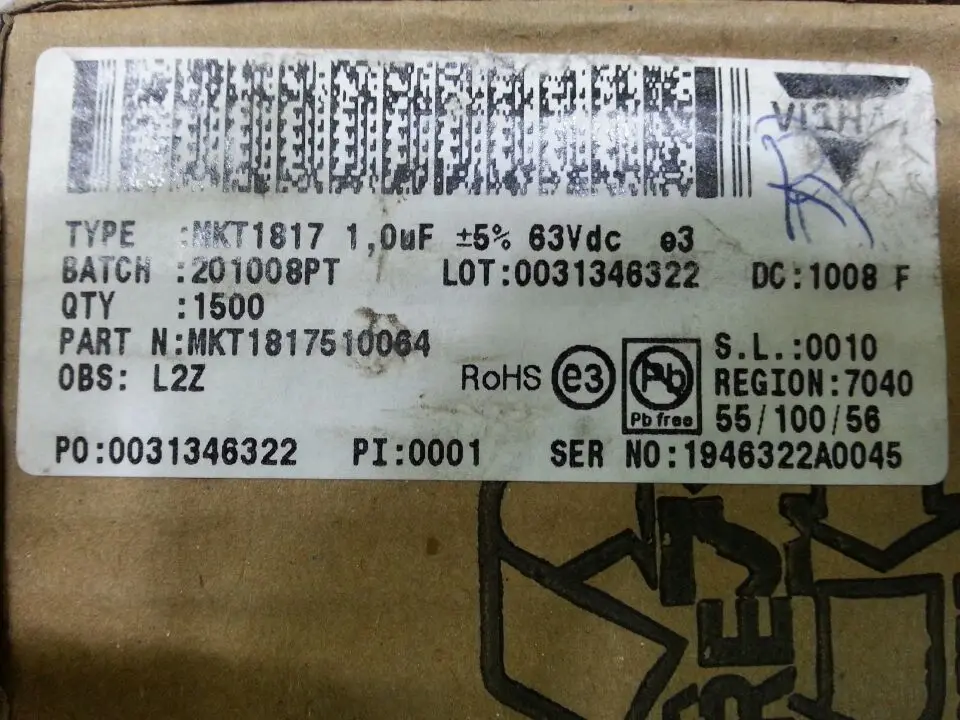 VISHAY
TYPE :MKT1817 1,0uF ±5% 63Vdc e3
BATCH :201008PT LOT:0031346322 DC:1008 F
QTY :1500
PART N:MKT1817510064
OBS: L2Z
RoHS e3 Pb
Pb free
S.L.:0010
REGION:7040
55/100/56
PO:0031346322 PI:0001 SER NO:1946322A0045